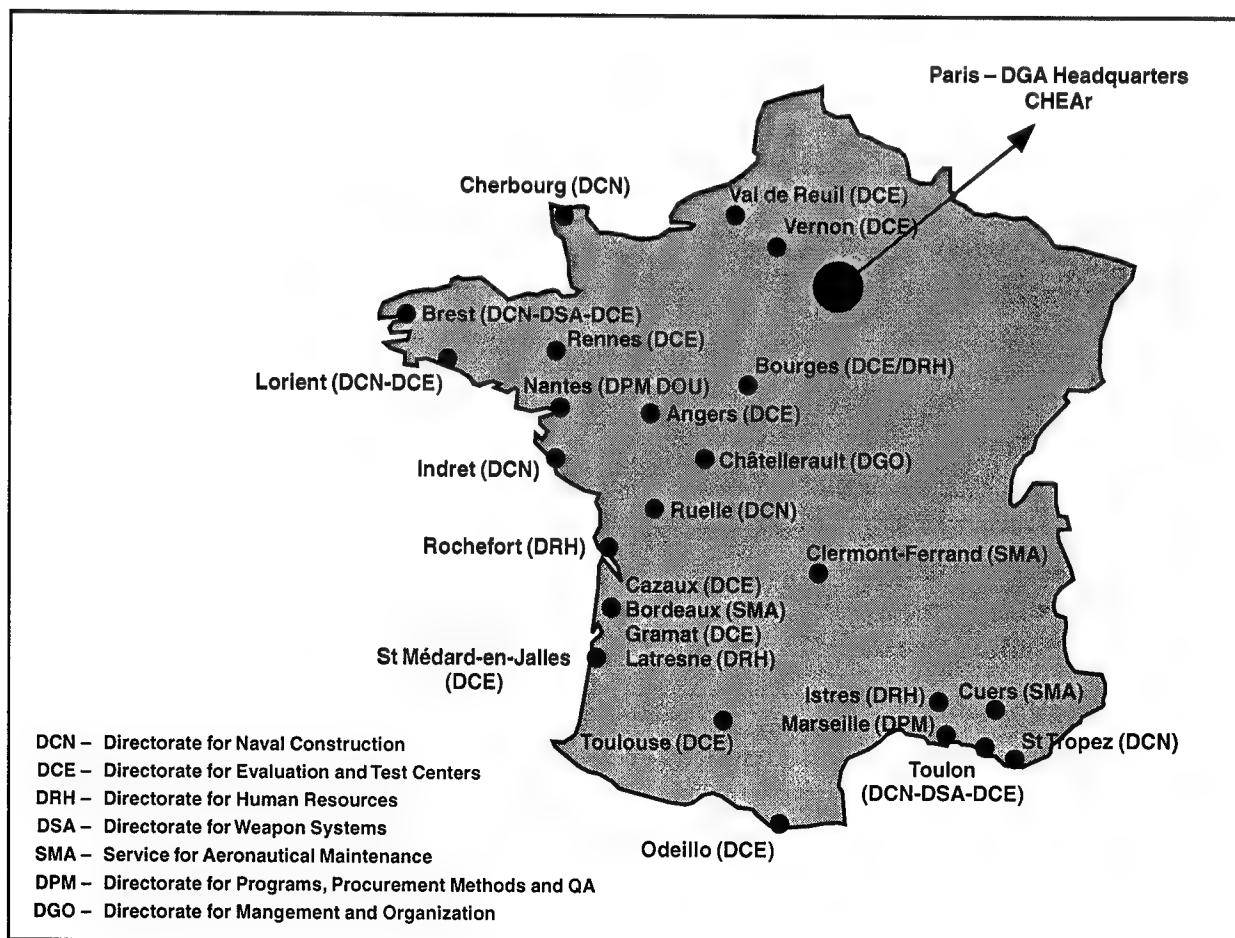 Paris – DGA Headquarters
CHEAr
Cherbourg (DCN)
Val de Reuil (DCE)
Vernon (DCE)
Brest (DCN-DSA-DCE)
Rennes (DCE)
Lorient (DCN-DCE)
Bourges (DCE/DRH)
Nantes (DPM DOU)
Angers (DCE)
Indret (DCN)
Châtellerault (DGO)
Ruelle (DCN)
Rochefort (DRH)
Clermont-Ferrand (SMA)
Cazaux (DCE)
Bordeaux (SMA)
Gramat (DCE)
St Médard-en-Jalles
(DCE)
Latresne (DRH)
Istres (DRH)
Cuers (SMA)
Marseille (DPM)
Toulouse (DCE)
St Tropez (DCN)
Toulon
(DCN-DSA-DCE)
Odeillo (DCE)
DCN – Directorate for Naval Construction
DCE – Directorate for Evaluation and Test Centers
DRH – Directorate for Human Resources
DSA – Directorate for Weapon Systems
SMA – Service for Aeronautical Maintenance
DPM – Directorate for Programs, Procurement Methods and QA
DGO – Directorate for Mangement and Organization